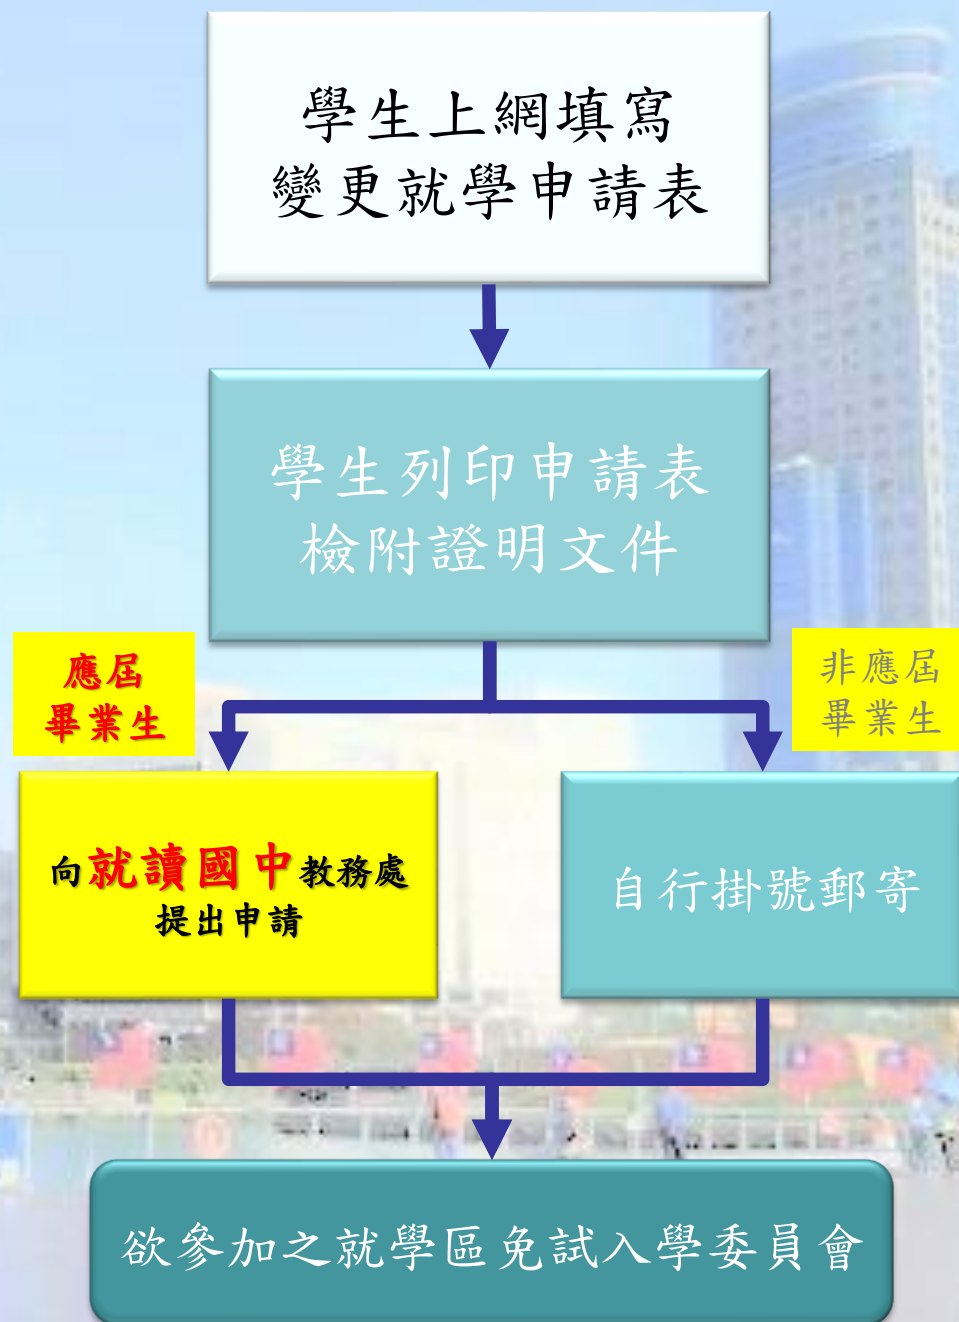 學生上網填寫
變更就學申請表
學生列印申請表
檢附證明文件
應屆
畢業生
非應屆
畢業生
向就讀國中教務處
提出申請
自行掛號郵寄
欲參加之就學區免試入學委員會